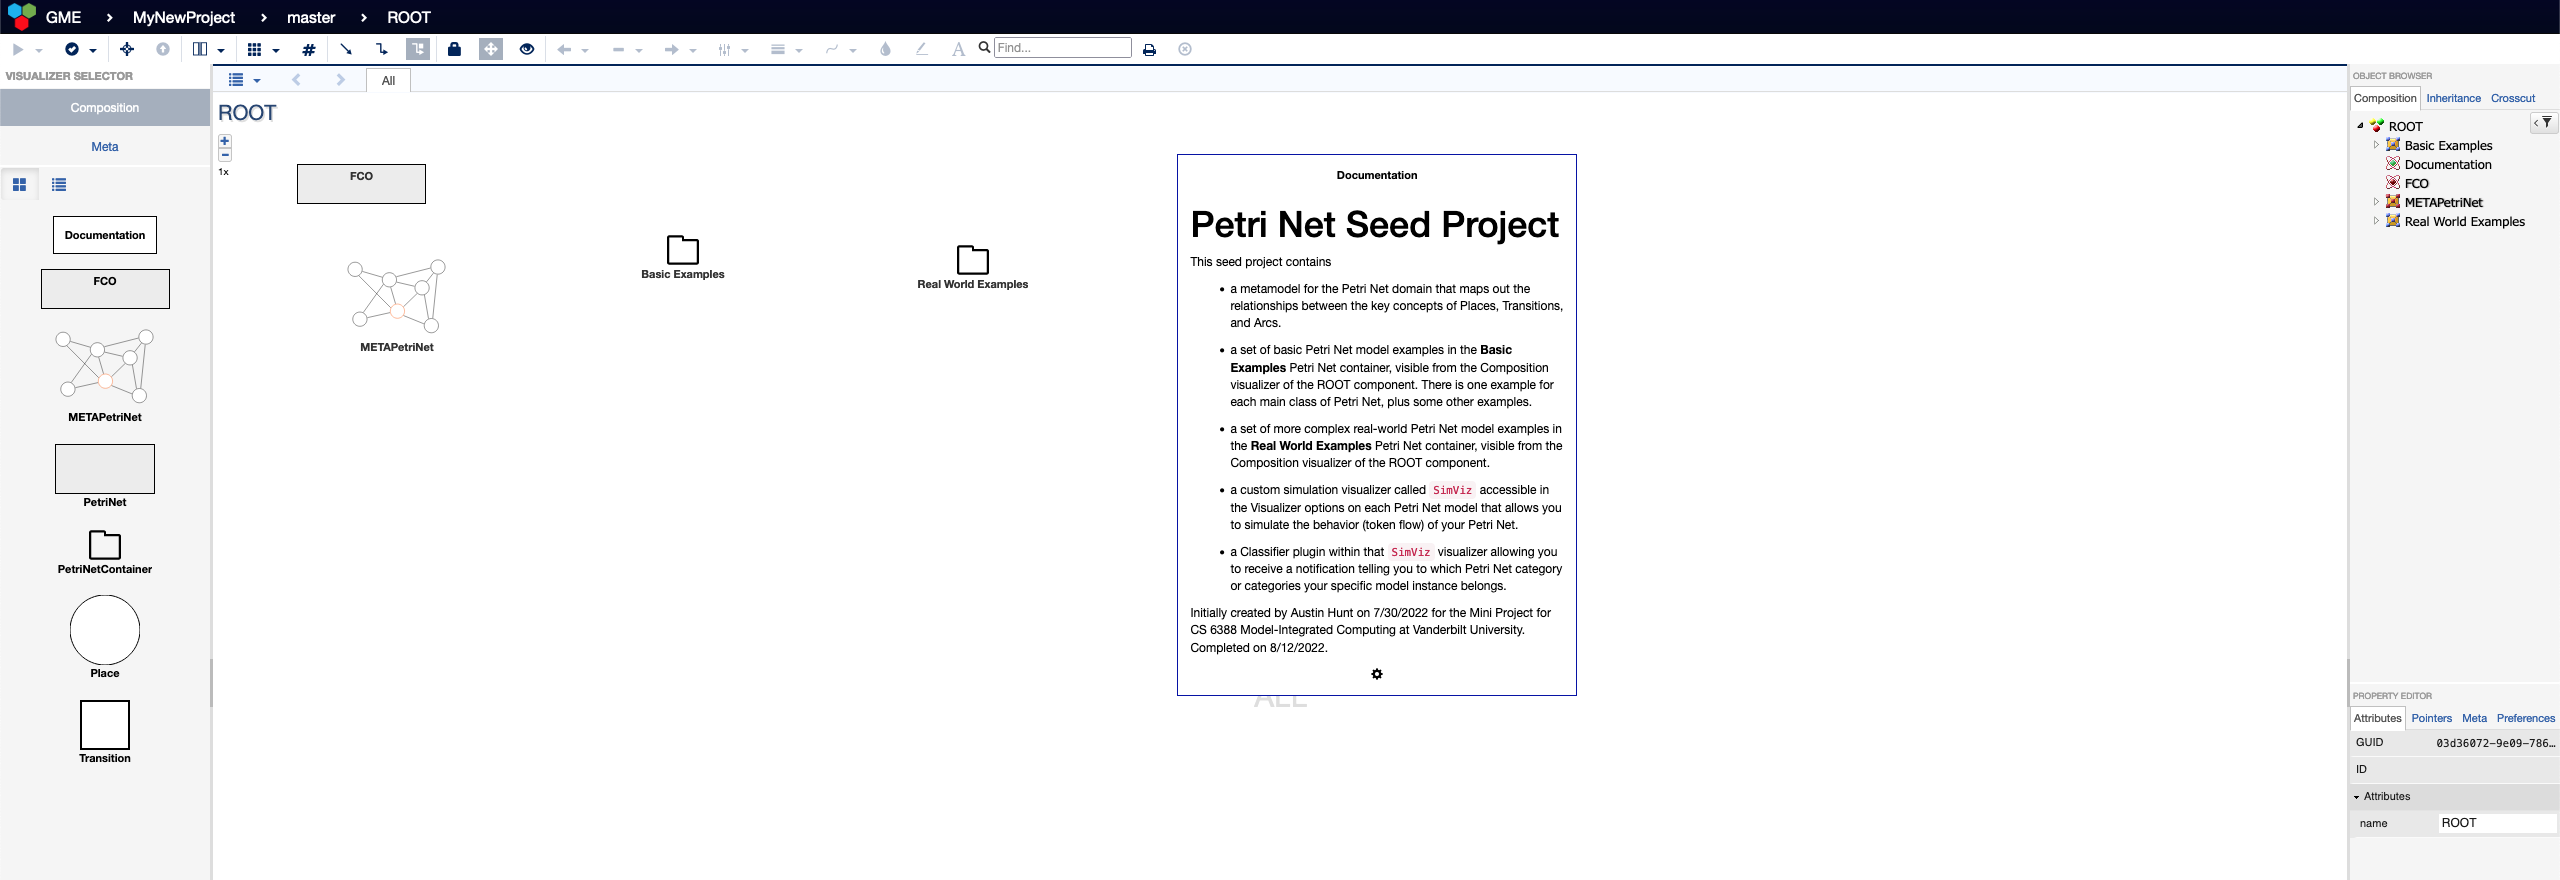 GME > MyNewProject > master > ROOT
Find...
VISUALIZER SELECTOR
Composition
Meta
Documentation
FCO
METAPetriNet
PetriNet
PetriNetContainer
Place
Transition
All
ROOT
1x
FCO
METAPetriNet
Basic Examples
Real World Examples
Documentation
Petri Net Seed Project
This seed project contains
• a metamodel for the Petri Net domain that maps out the
relationships between the key concepts of Places, Transitions,
and Arcs.
• a set of basic Petri Net model examples in the Basic
Examples Petri Net container, visible from the Composition
visualizer of the ROOT component. There is one example for
each main class of Petri Net, plus some other examples.
• a set of more complex real-world Petri Net model examples in
the Real World Examples Petri Net container, visible from the
Composition visualizer of the ROOT component.
• a custom simulation visualizer called SimViz accessible in
the Visualizer options on each Petri Net model that allows you
to simulate the behavior (token flow) of your Petri Net.
• a Classifier plugin within that SimViz visualizer allowing you
to receive a notification telling you to which Petri Net category
or categories your specific model instance belongs.
Initially created by Austin Hunt on 7/30/2022 for the Mini Project for
CS 6388 Model-Integrated Computing at Vanderbilt University.
Completed on 8/12/2022.
ALL
OBJECT BROWSER
Composition Inheritance Crosscut
ROOT
Basic Examples
Documentation
FCO
METAPetriNet
Real World Examples
PROPERTY EDITOR
Attributes Pointers Meta Preferences
GUID 03d36072-9e09-786…
ID
Attributes
name ROOT